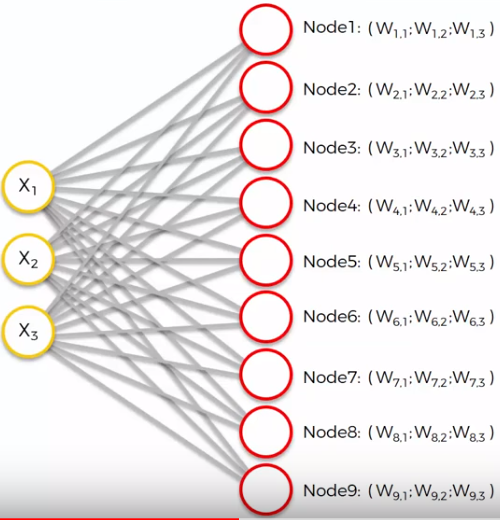 Node1: (W1,1;W1,2;W1,3 )
Node2: (W2,1;W2,2;W2,3 )
Node3: (W3,1;W3,2;W3,3 )
X1
Node4: (W4,1;W4,2;W4,3 )
X2
Node5: (W5,1;W5,2;W5,3 )
X3
Node6: (W6,1;W6,2;W6,3 )
Node7: (W7,1;W7,2;W7,3 )
Node8: (W8,1;W8,2;W8,3 )
Node9: (W9,1;W9,2;W9,3 )